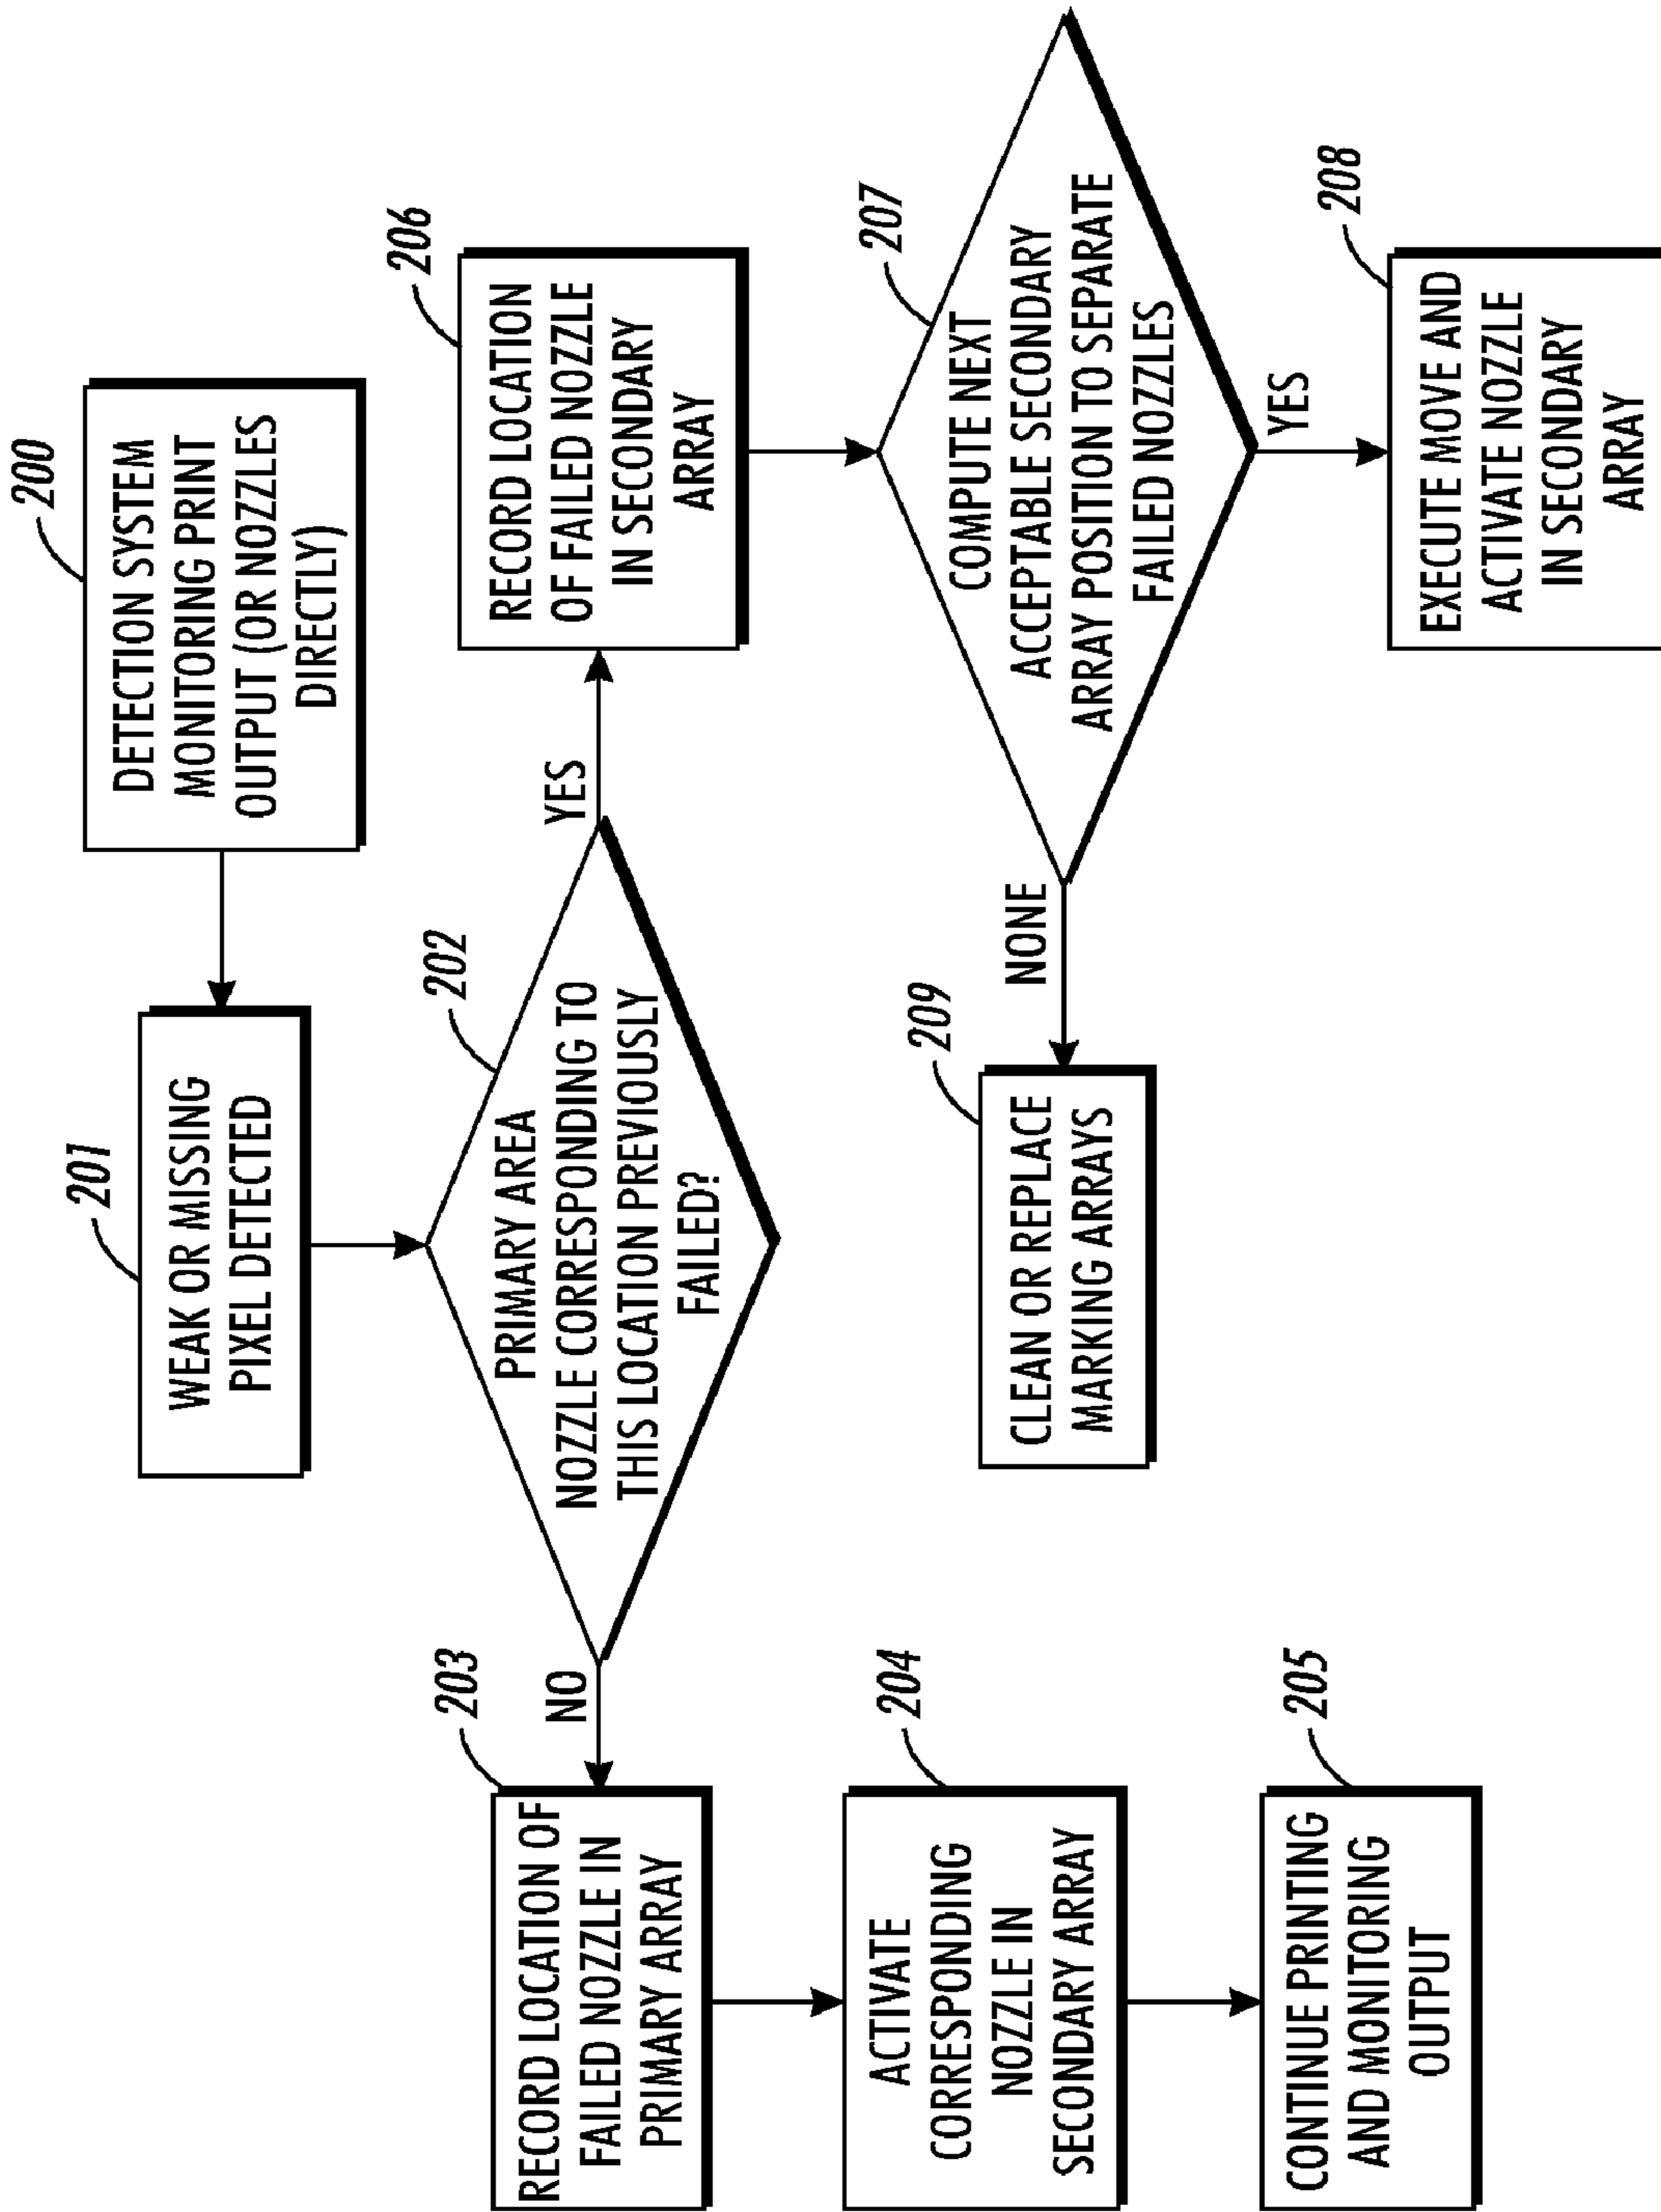 200
DETECTION SYSTEM
MONITORING PRINT
OUTPUT (OR NOZZLES
DIRECTLY)
201
WEAK OR MISSING
PIXEL DETECTED
202
PRIMARY AREA
NOZZLE CORRESPONDING TO
THIS LOCATION PREVIOUSLY
FAILED?
NO
YES
203
RECORD LOCATION OF
FAILED NOZZLE IN
PRIMARY ARRAY
204
ACTIVATE
CORRESPONDING
NOZZLE IN
SECONDARY ARRAY
205
CONTINUE PRINTING
AND MONITORING
OUTPUT
206
RECORD LOCATION
OF FAILED NOZZLE
IN SECONDARY
ARRAY
207
COMPUTE NEXT
ACCEPTABLE SECONDARY
ARRAY POSITION TO SEPARATE
FAILED NOZZLES
NONE
YES
208
EXECUTE MOVE AND
ACTIVATE NOZZLE
IN SECONDARY
ARRAY
209
CLEAN OR REPLACE
MARKING ARRAYS